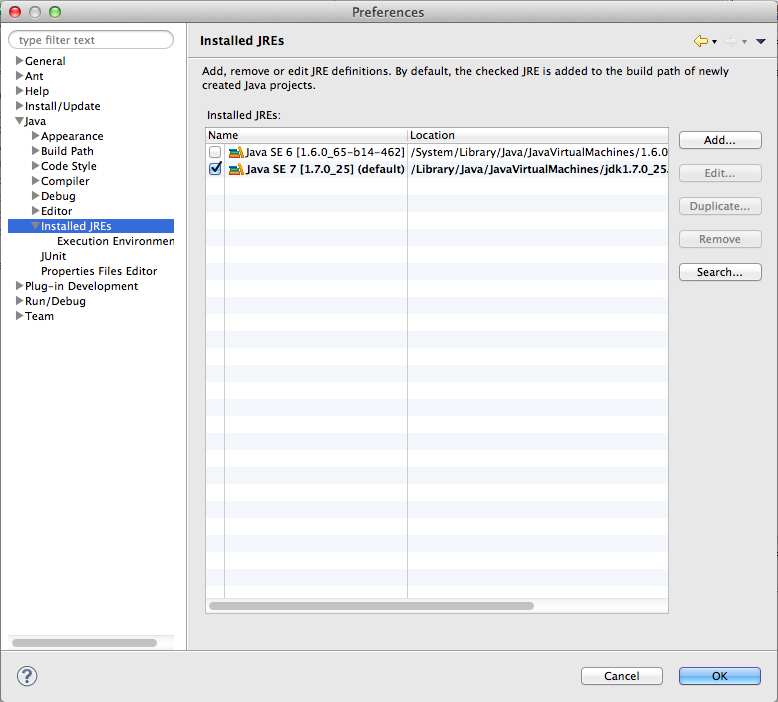 Preferences
type filter text
General
Ant
Help
Install/Update
Java
Appearance
Build Path
Code Style
Compiler
Debug
Editor
Installed JREs
Execution Environmen
JUnit
Properties Files Editor
Plug-in Development
Run/Debug
Team
Installed JREs
Add, remove or edit JRE definitions. By default, the checked JRE is added to the build path of newly
created Java projects.
Installed JREs:
Name Location
Java SE 6 [1.6.0_65-b14-462] /System/Library/Java/JavaVirtualMachines/1.6.0
Java SE 7 [1.7.0_25] (default) /Library/Java/JavaVirtualMachines/jdk1.7.0_25.
Add...
Edit...
Duplicate...
Remove
Search...
?
Cancel
OK